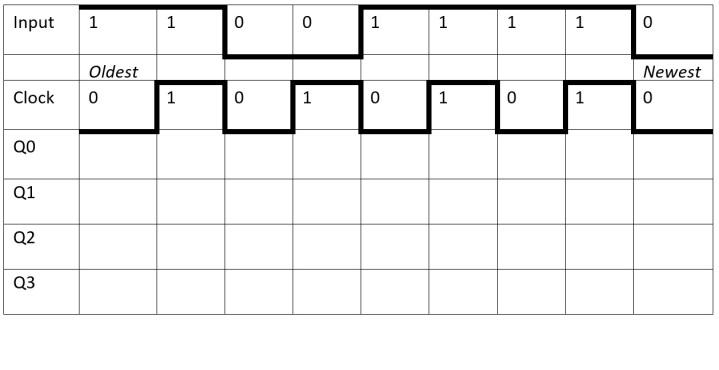 Input 1 1 0 0 1 1 1 1 0
Oldest Newest
Clock 0 1 0 1 0 1 0 1 0
Q0
Q1
Q2
Q3